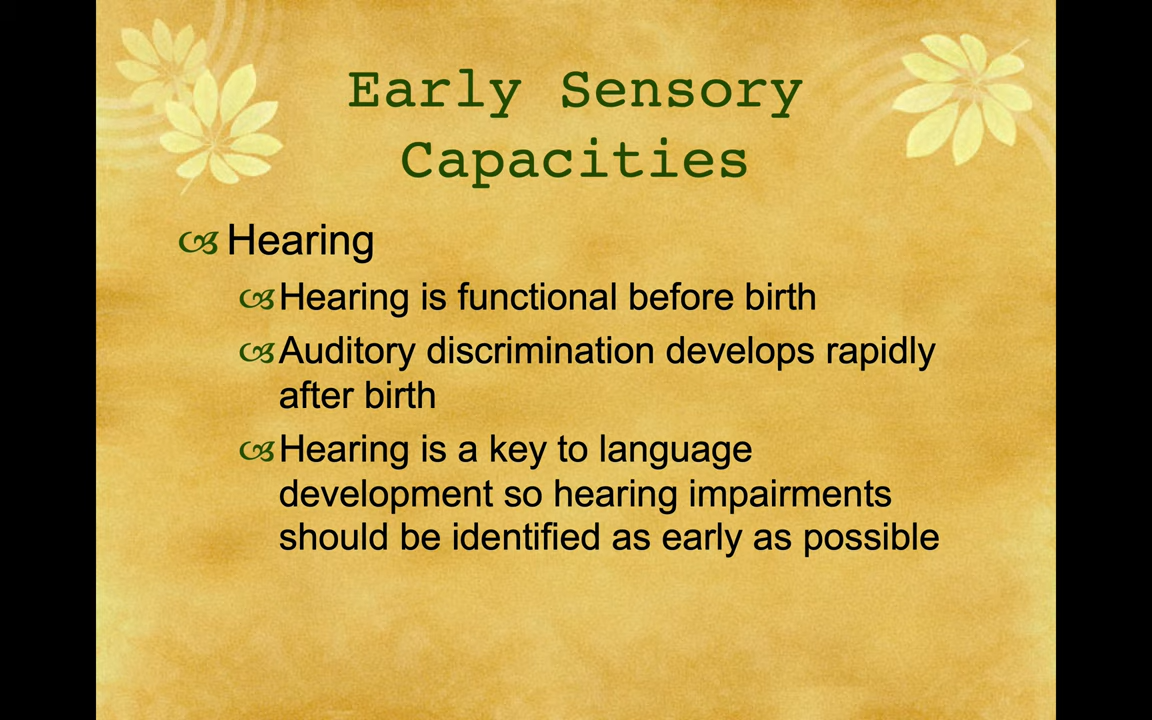 Early Sensory
Capacities
Hearing
Hearing is functional before birth
Auditory discrimination develops rapidly
after birth
Hearing is a key to language
development so hearing impairments
should be identified as early as possible